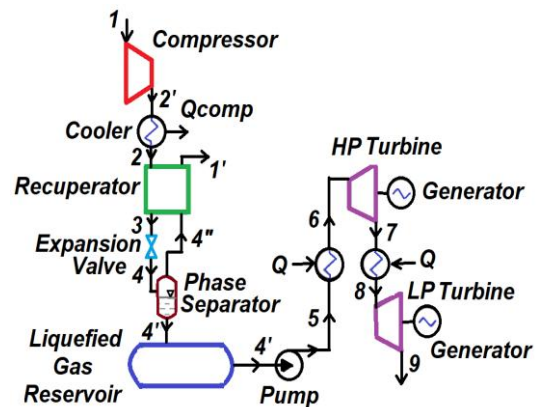 1
Compressor
2'
Qcomp
Cooler
2
1'
Recuperator
3
4"
Expansion
Valve
4
Phase
Separator
4'
Liquefied
Gas
Reservoir
4'
Pump
5
Q
6
HP Turbine
Generator
7
Q
8
LP Turbine
Generator
9